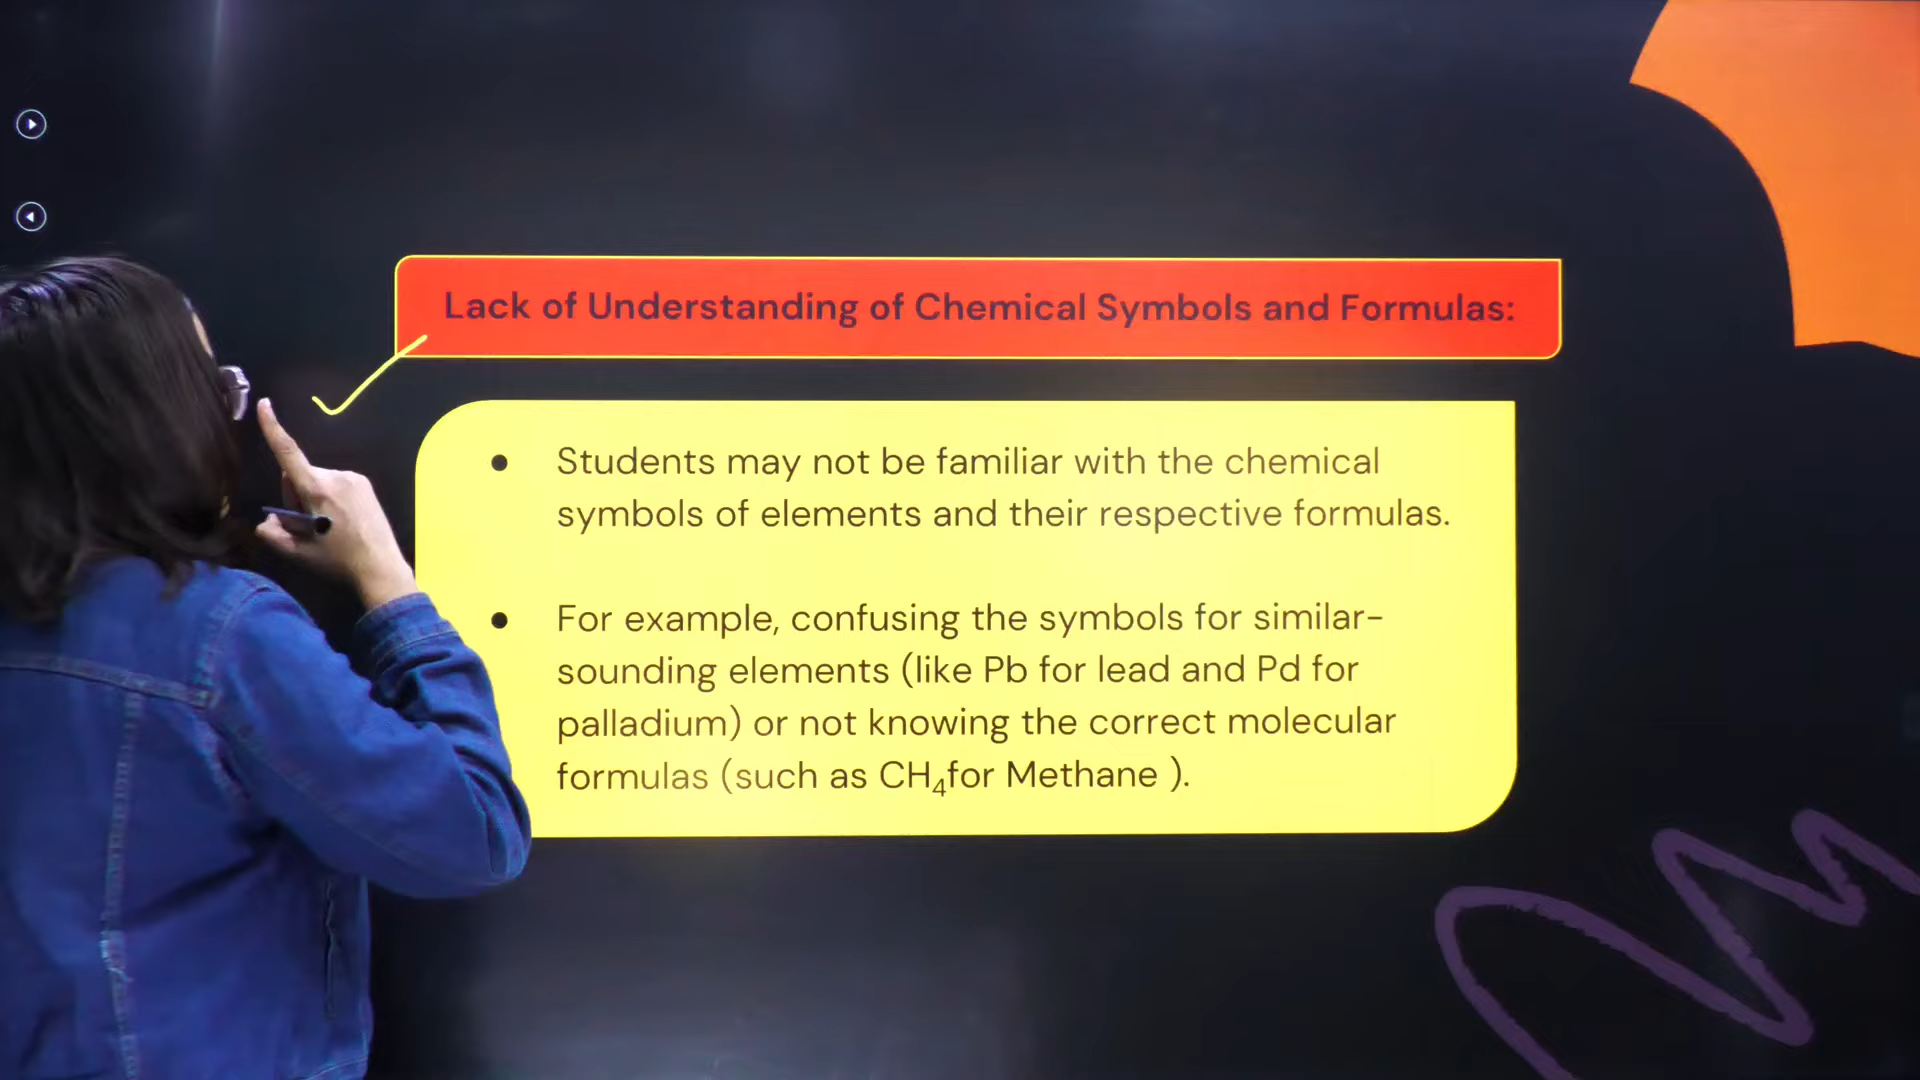 Lack of Understanding of Chemical Symbols and Formulas:
• Students may not be familiar with the chemical
symbols of elements and their respective formulas.
• For example, confusing the symbols for similar-
sounding elements (like Pb for lead and Pd for
palladium) or not knowing the correct molecular
formulas (such as CH₄for Methane ).